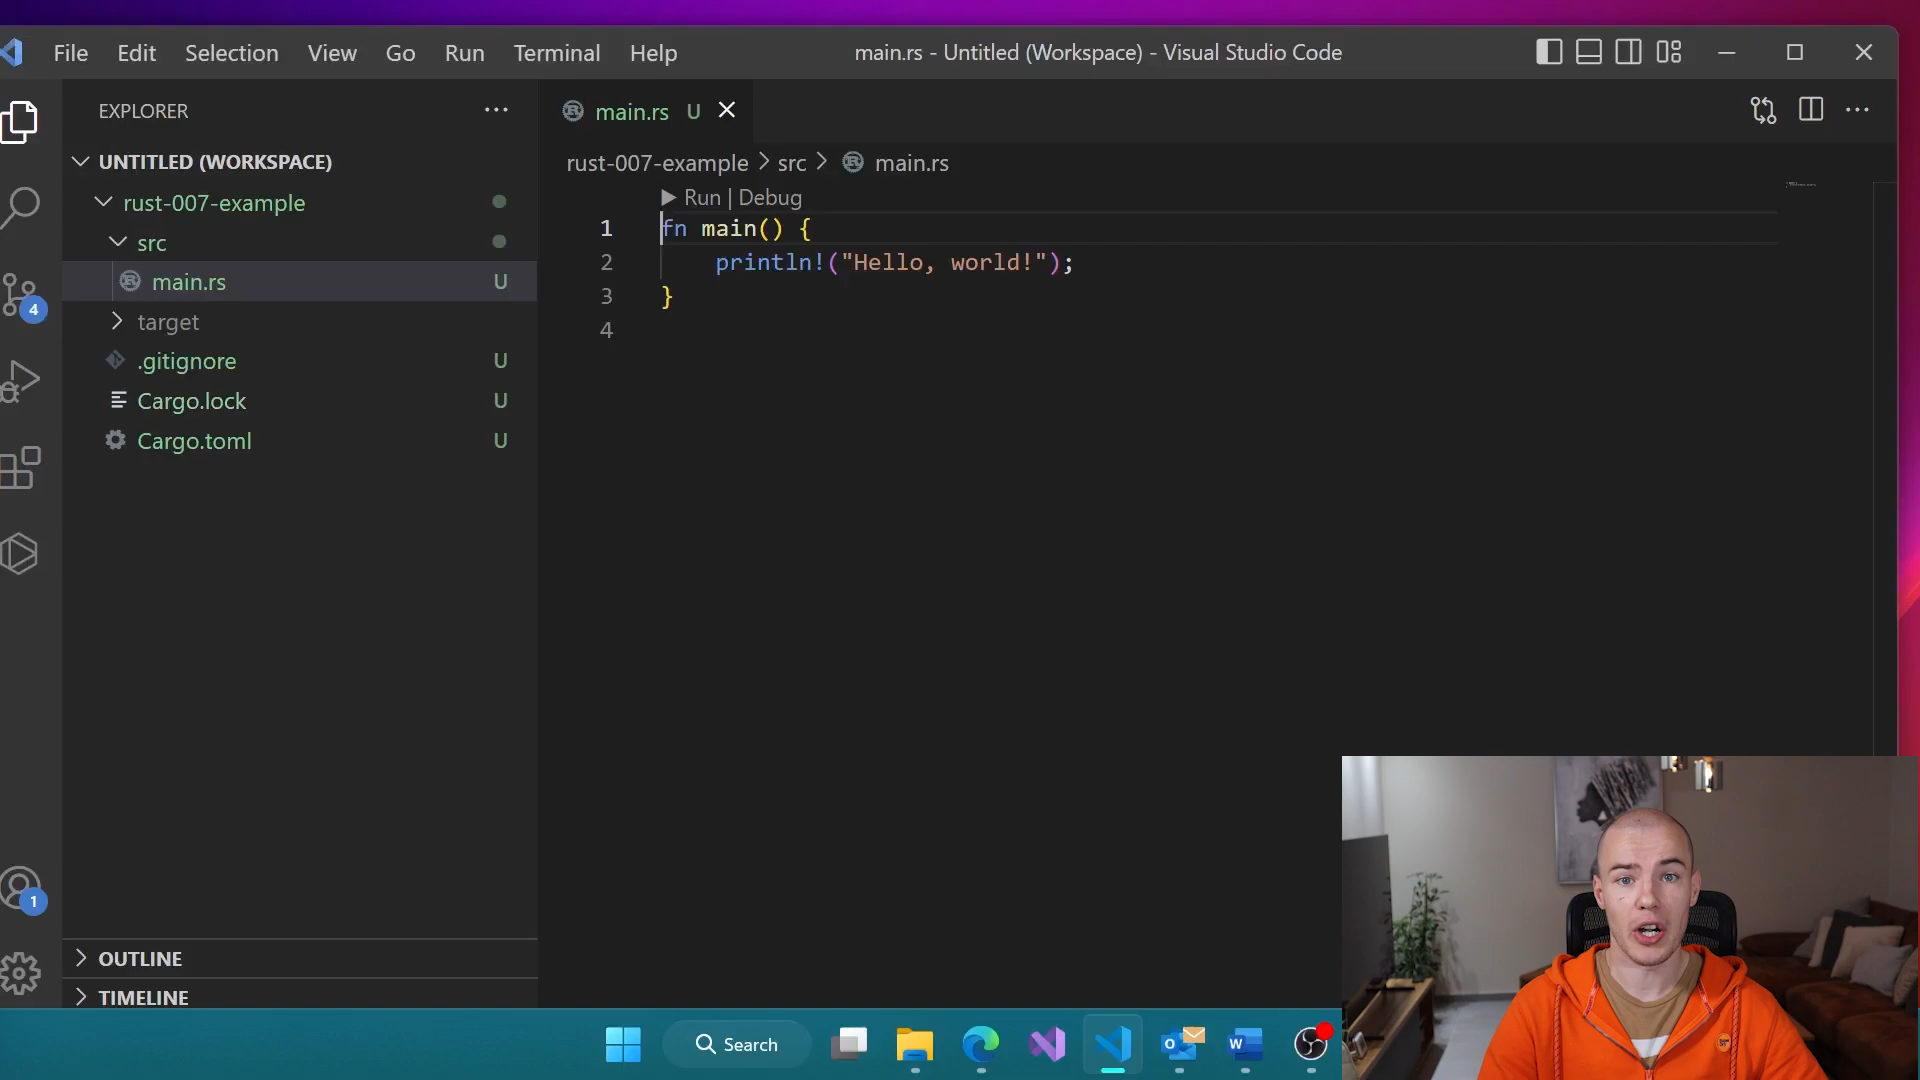 File Edit Selection View Go Run Terminal Help
main.rs - Untitled (Workspace) - Visual Studio Code
EXPLORER
UNTITLED (WORKSPACE)
rust-007-example
src
main.rs U
target
.gitignore U
Cargo.lock U
Cargo.toml U
4
1
OUTLINE
TIMELINE
main.rs U
rust-007-example > src > main.rs
Run | Debug
1 fn main() {
2 println!("Hello, world!");
3 }
4
Search